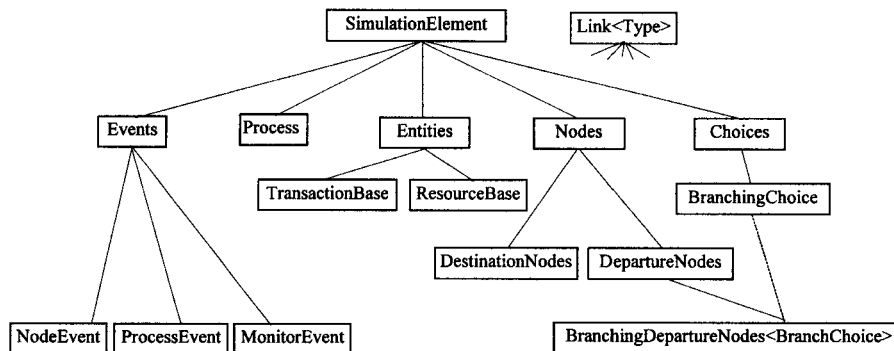 SimulationElement
Link<Type>
Events
Process
Entities
Nodes
Choices
TransactionBase
ResourceBase
BranchingChoice
DestinationNodes
DepartureNodes
NodeEvent
ProcessEvent
MonitorEvent
BranchingDepartureNodes<BranchChoice>